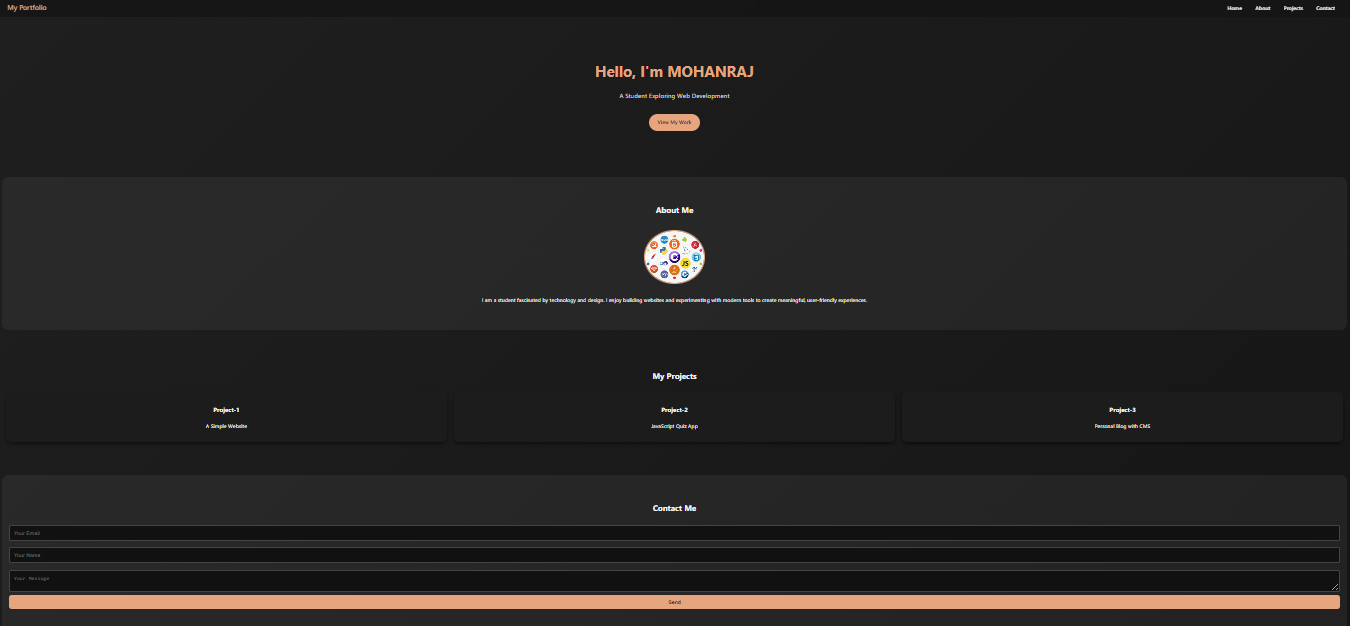 My Portfolio
Home About Projects Contact
Hello, I'm MOHANRAJ
A Student Exploring Web Development
View My Work
About Me
JS
I am a student fascinated by technology and design. I enjoy building websites and experimenting with modern tools to create meaningful, user-friendly experiences.
My Projects
Project-1
A Simple Website
Project-2
JavaScript Quiz App
Project-3
Personal Blog with CMS
Contact Me
Your Email
Your Name
Your Message
Send